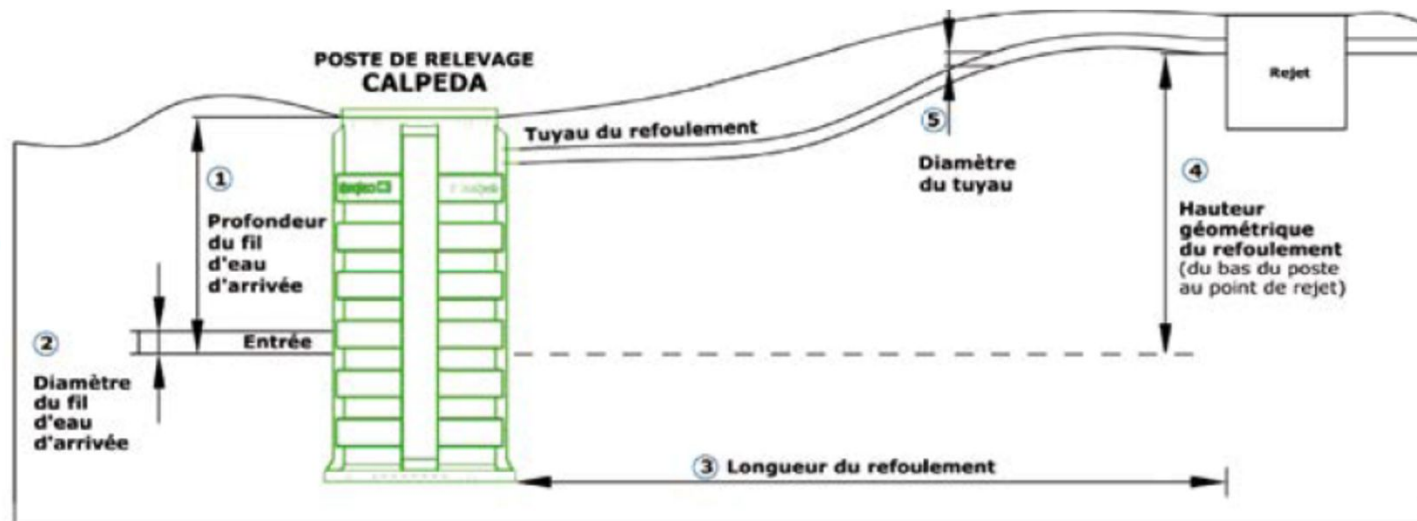 POSTE DE RELEVAGE
CALPEDA
Rejet
Tuyau du refoulement
⑤
Diamètre
du tuyau
①
Profondeur
du fil
d'eau
d'arrivée
④
Hauteur
géométrique
du refoulement
(du bas du poste
au point de rejet)
②
Entrée
Diamètre
du fil
d'eau
d'arrivée
③ Longueur du refoulement